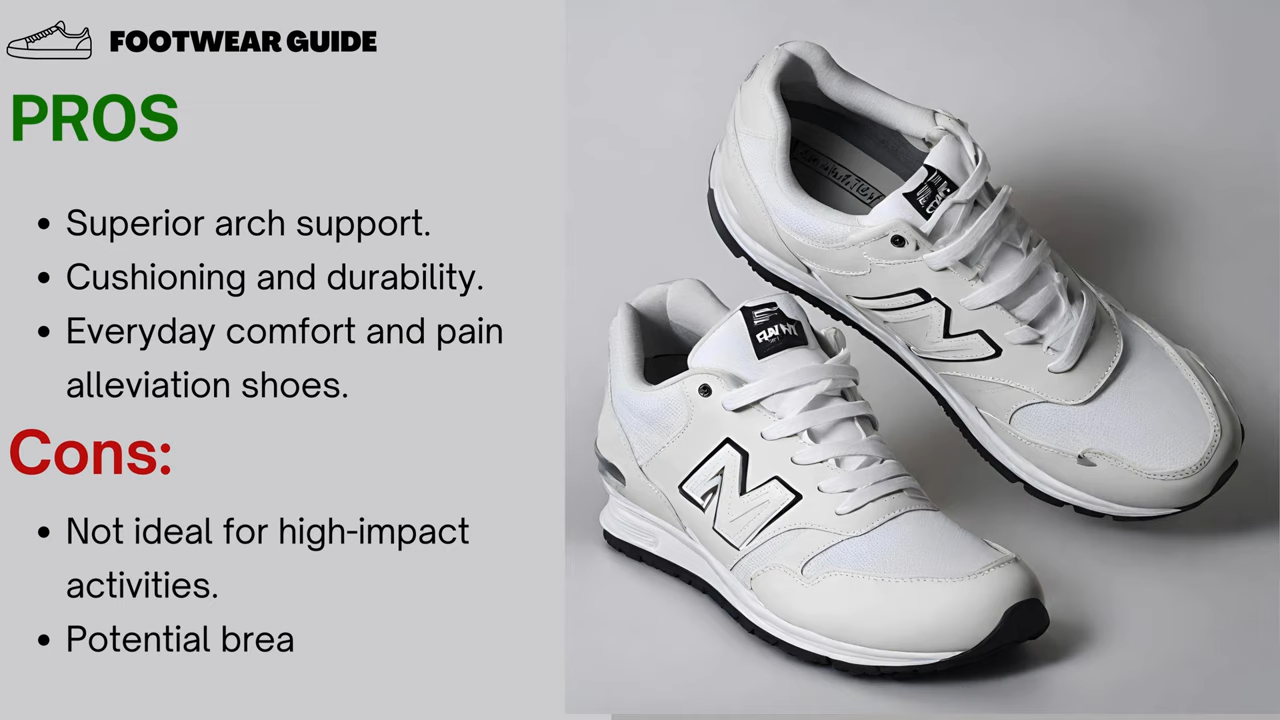 FOOTWEAR GUIDE
PROS
• Superior arch support.
• Cushioning and durability.
• Everyday comfort and pain
alleviation shoes.
Cons:
• Not ideal for high-impact
activities.
• Potential brea
N
N